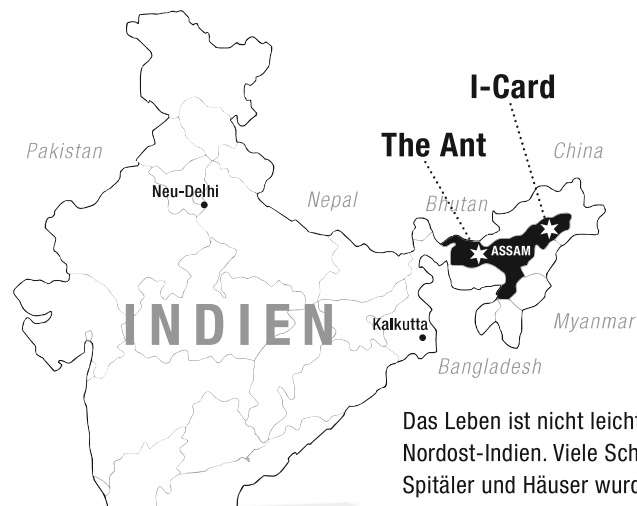 I-Card
The Ant
China
Pakistan
Neu-Delhi
Nepal
Bhutan
ASSAM
INDIEN
Kalkutta
Myanmar
Bangladesh
Das Leben ist nicht leicht
Nordost-Indien. Viele Sch
Spitäler und Häuser wurd